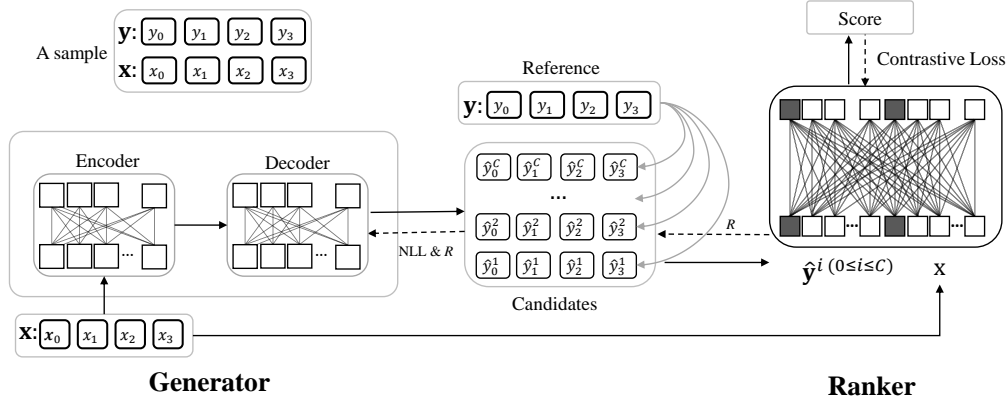 Score
Contrastive Loss
A sample
y: y₀ y₁ y₂ y₃
x: x₀ x₁ x₂ x₃
Reference
y: y₀ y₁ y₂ y₃
Encoder
Decoder
ŷ₀ᶜ ŷ₁ᶜ ŷ₂ᶜ ŷ₃ᶜ
...
ŷ₀² ŷ₁² ŷ₂² ŷ₃²
ŷ₀¹ ŷ₁¹ ŷ₂¹ ŷ₃¹
Candidates
...
...
NLL & R
R
... ...
ŷⁱ (0≤i≤C)
x
x: x₀ x₁ x₂ x₃
Generator
Ranker